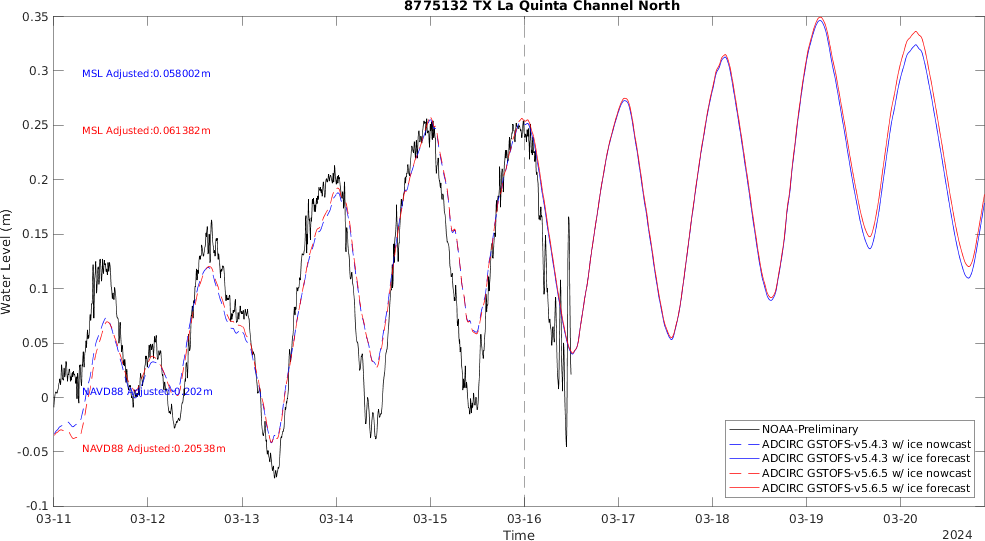 8775132 TX La Quinta Channel North
0.35
0.3
0.25
0.2
0.15
0.1
0.05
0
-0.05
-0.1
Water Level (m)
MSL Adjusted:0.058002m
MSL Adjusted:0.061382m
NAVD88 Adjusted:0.202m
NAVD88 Adjusted:0.20538m
NOAA-Preliminary
ADCIRC GSTOFS-v5.4.3 w/ ice nowcast
ADCIRC GSTOFS-v5.4.3 w/ ice forecast
ADCIRC GSTOFS-v5.6.5 w/ ice nowcast
ADCIRC GSTOFS-v5.6.5 w/ ice forecast
03-11 03-12 03-13 03-14 03-15 03-16 03-17 03-18 03-19 03-20
Time
2024